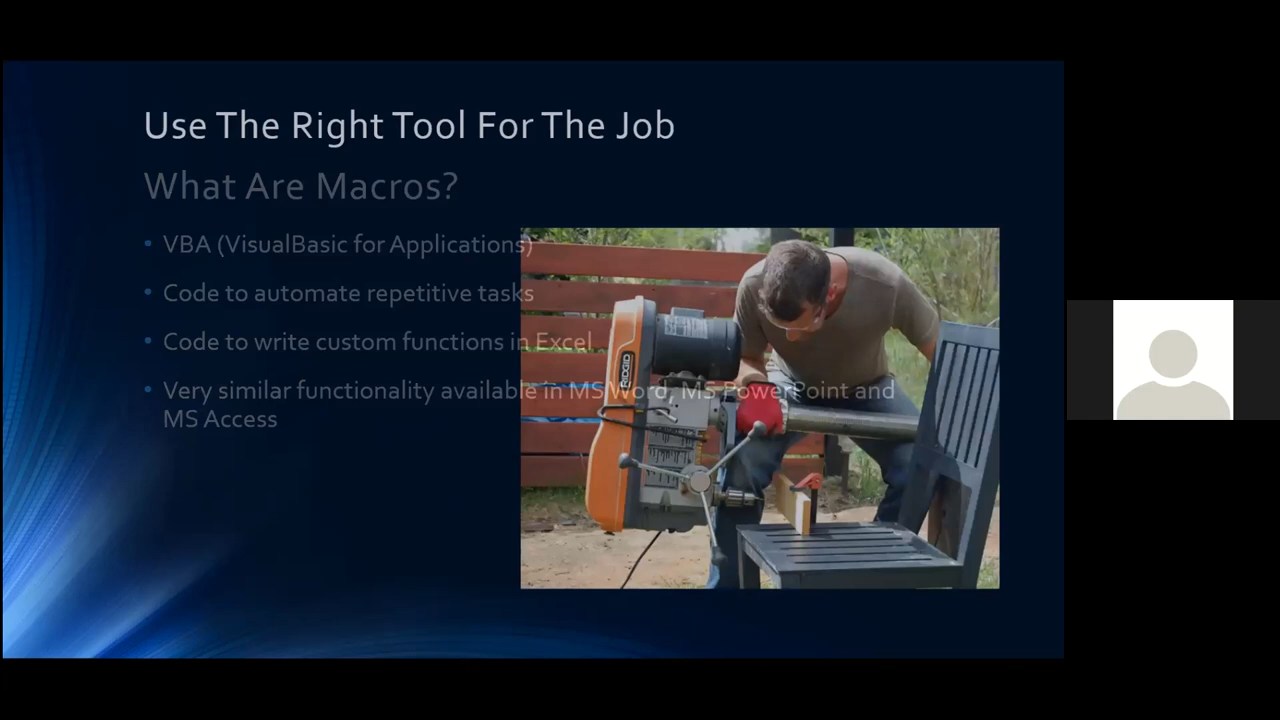 Use The Right Tool For The Job
What Are Macros?
• VBA (VisualBasic for Applications)
• Code to automate repetitive tasks
• Code to write custom functions in Excel
• Very similar functionality available in MS Word, MS PowerPoint and
MS Access
RIDGID